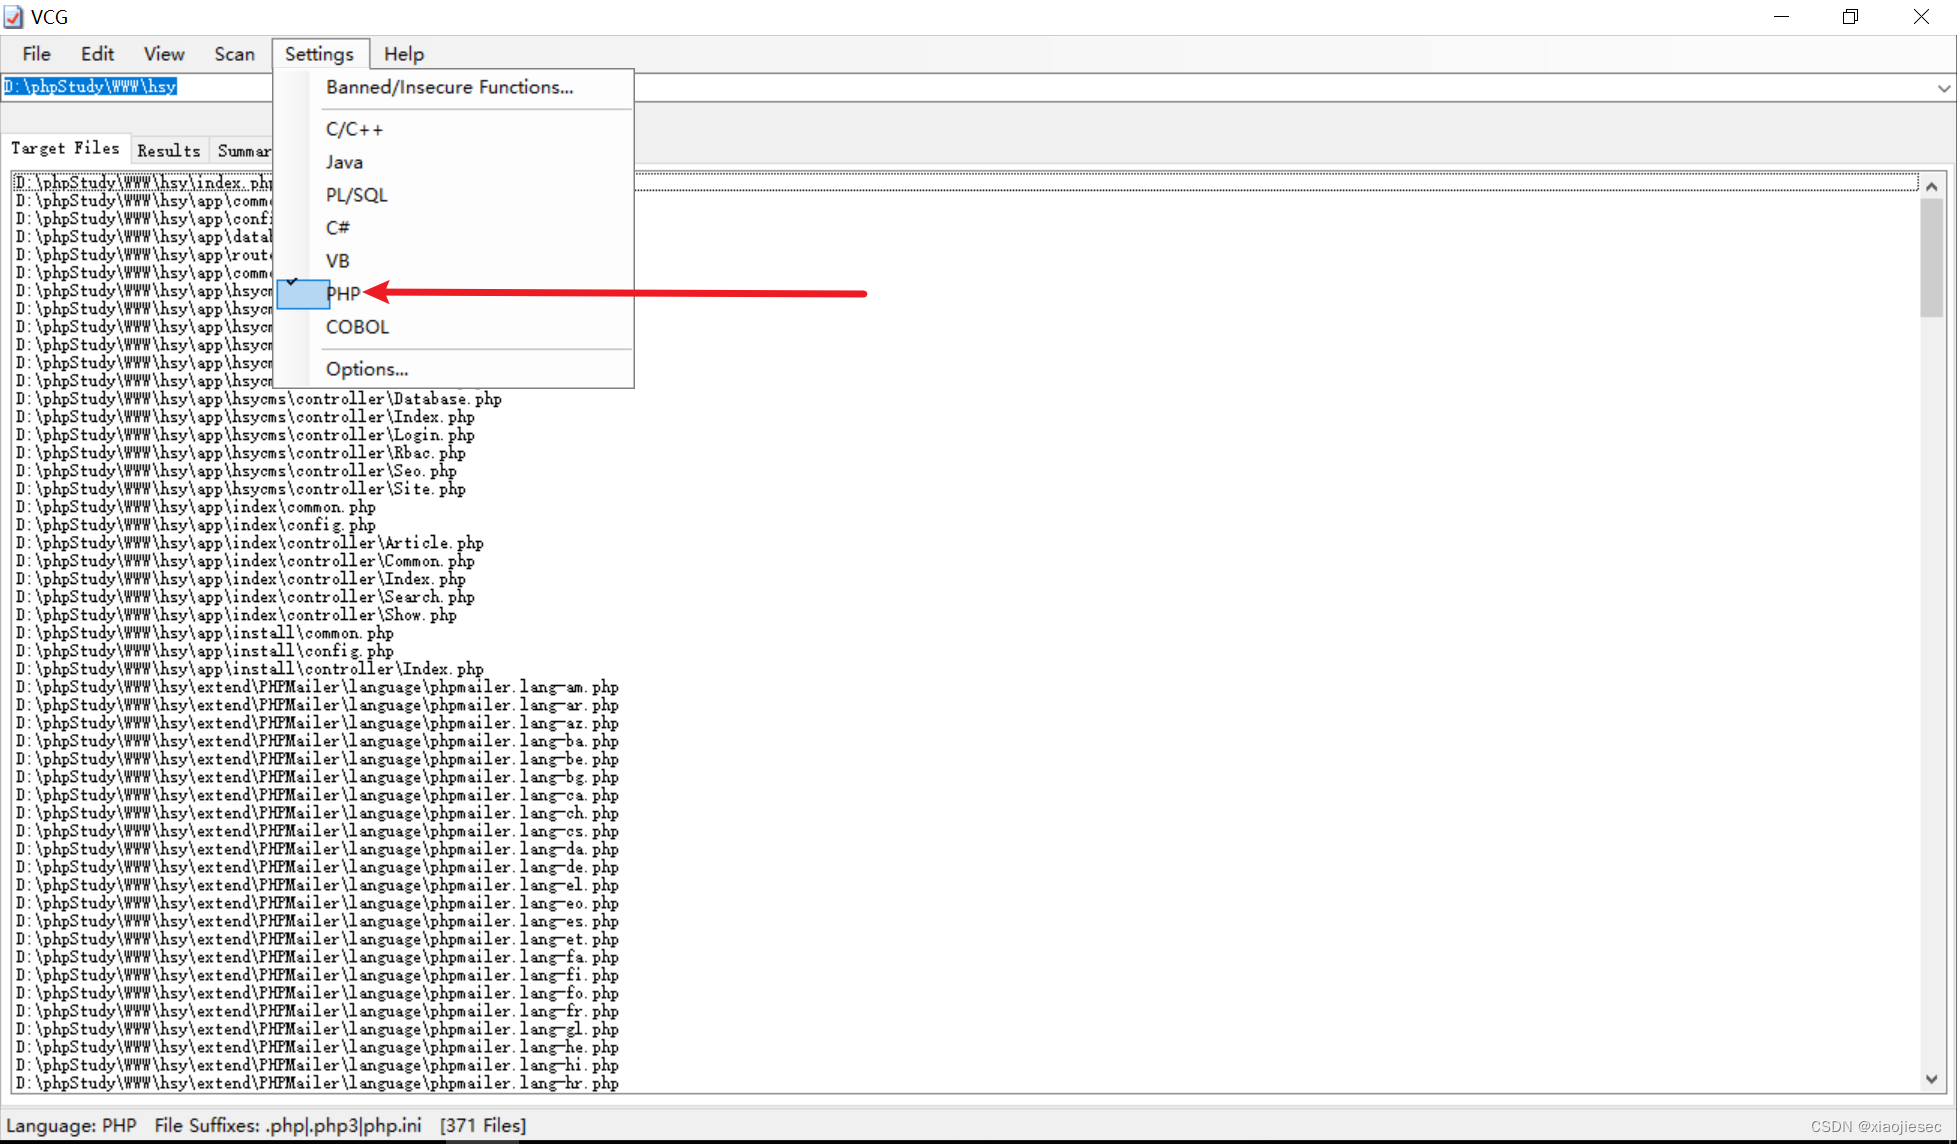 VCG
File Edit View Scan Settings Help
D:\phpStudy\WWW\hsy
Banned/Insecure Functions...
C/C++
Java
PL/SQL
C#
VB
PHP
COBOL
Options...
Target Files Results Summar
D:\phpStudy\WWW\hsy\index.php
D:\phpStudy\WWW\hsy\app\comm
D:\phpStudy\WWW\hsy\app\confi
D:\phpStudy\WWW\hsy\app\datab
D:\phpStudy\WWW\hsy\app\route
D:\phpStudy\WWW\hsy\app\comm
D:\phpStudy\WWW\hsy\app\hsycm
D:\phpStudy\WWW\hsy\app\hsycm
D:\phpStudy\WWW\hsy\app\hsycm
D:\phpStudy\WWW\hsy\app\hsycm
D:\phpStudy\WWW\hsy\app\hsycm
D:\phpStudy\WWW\hsy\app\hsycm
D:\phpStudy\WWW\hsy\app\hsycms\controller\Database.php
D:\phpStudy\WWW\hsy\app\hsycms\controller\Index.php
D:\phpStudy\WWW\hsy\app\hsycms\controller\Login.php
D:\phpStudy\WWW\hsy\app\hsycms\controller\Rbac.php
D:\phpStudy\WWW\hsy\app\hsycms\controller\Seo.php
D:\phpStudy\WWW\hsy\app\hsycms\controller\Site.php
D:\phpStudy\WWW\hsy\app\index\common.php
D:\phpStudy\WWW\hsy\app\index\config.php
D:\phpStudy\WWW\hsy\app\index\controller\Article.php
D:\phpStudy\WWW\hsy\app\index\controller\Common.php
D:\phpStudy\WWW\hsy\app\index\controller\Index.php
D:\phpStudy\WWW\hsy\app\index\controller\Search.php
D:\phpStudy\WWW\hsy\app\index\controller\Show.php
D:\phpStudy\WWW\hsy\app\install\common.php
D:\phpStudy\WWW\hsy\app\install\config.php
D:\phpStudy\WWW\hsy\app\install\controller\Index.php
D:\phpStudy\WWW\hsy\extend\PHPMailer\language\phpmailer.lang-am.php
D:\phpStudy\WWW\hsy\extend\PHPMailer\language\phpmailer.lang-ar.php
D:\phpStudy\WWW\hsy\extend\PHPMailer\language\phpmailer.lang-az.php
D:\phpStudy\WWW\hsy\extend\PHPMailer\language\phpmailer.lang-ba.php
D:\phpStudy\WWW\hsy\extend\PHPMailer\language\phpmailer.lang-be.php
D:\phpStudy\WWW\hsy\extend\PHPMailer\language\phpmailer.lang-bg.php
D:\phpStudy\WWW\hsy\extend\PHPMailer\language\phpmailer.lang-ca.php
D:\phpStudy\WWW\hsy\extend\PHPMailer\language\phpmailer.lang-ch.php
D:\phpStudy\WWW\hsy\extend\PHPMailer\language\phpmailer.lang-cs.php
D:\phpStudy\WWW\hsy\extend\PHPMailer\language\phpmailer.lang-da.php
D:\phpStudy\WWW\hsy\extend\PHPMailer\language\phpmailer.lang-de.php
D:\phpStudy\WWW\hsy\extend\PHPMailer\language\phpmailer.lang-el.php
D:\phpStudy\WWW\hsy\extend\PHPMailer\language\phpmailer.lang-eo.php
D:\phpStudy\WWW\hsy\extend\PHPMailer\language\phpmailer.lang-es.php
D:\phpStudy\WWW\hsy\extend\PHPMailer\language\phpmailer.lang-et.php
D:\phpStudy\WWW\hsy\extend\PHPMailer\language\phpmailer.lang-fa.php
D:\phpStudy\WWW\hsy\extend\PHPMailer\language\phpmailer.lang-fi.php
D:\phpStudy\WWW\hsy\extend\PHPMailer\language\phpmailer.lang-fo.php
D:\phpStudy\WWW\hsy\extend\PHPMailer\language\phpmailer.lang-fr.php
D:\phpStudy\WWW\hsy\extend\PHPMailer\language\phpmailer.lang-gl.php
D:\phpStudy\WWW\hsy\extend\PHPMailer\language\phpmailer.lang-he.php
D:\phpStudy\WWW\hsy\extend\PHPMailer\language\phpmailer.lang-hi.php
D:\phpStudy\WWW\hsy\extend\PHPMailer\language\phpmailer.lang-hr.php
Language: PHP File Suffixes: .php|.php3|php.ini [371 Files]
CSDN @xiaojiesec